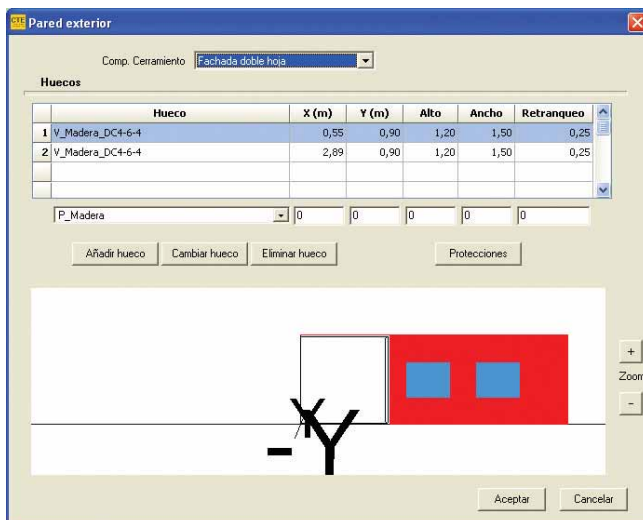 CTE Pared exterior
Comp. Cerramiento Fachada doble hoja
Huecos
Hueco X (m) Y (m) Alto Ancho Retranqueo
1 V_Madera_DC4-6-4 0,55 0,90 1,20 1,50 0,25
2 V_Madera_DC4-6-4 2,89 0,90 1,20 1,50 0,25
P_Madera 0 0 0 0 0
Añadir hueco Cambiar hueco Eliminar hueco Protecciones
+
Zoom
-
Y
-Y
Aceptar Cancelar